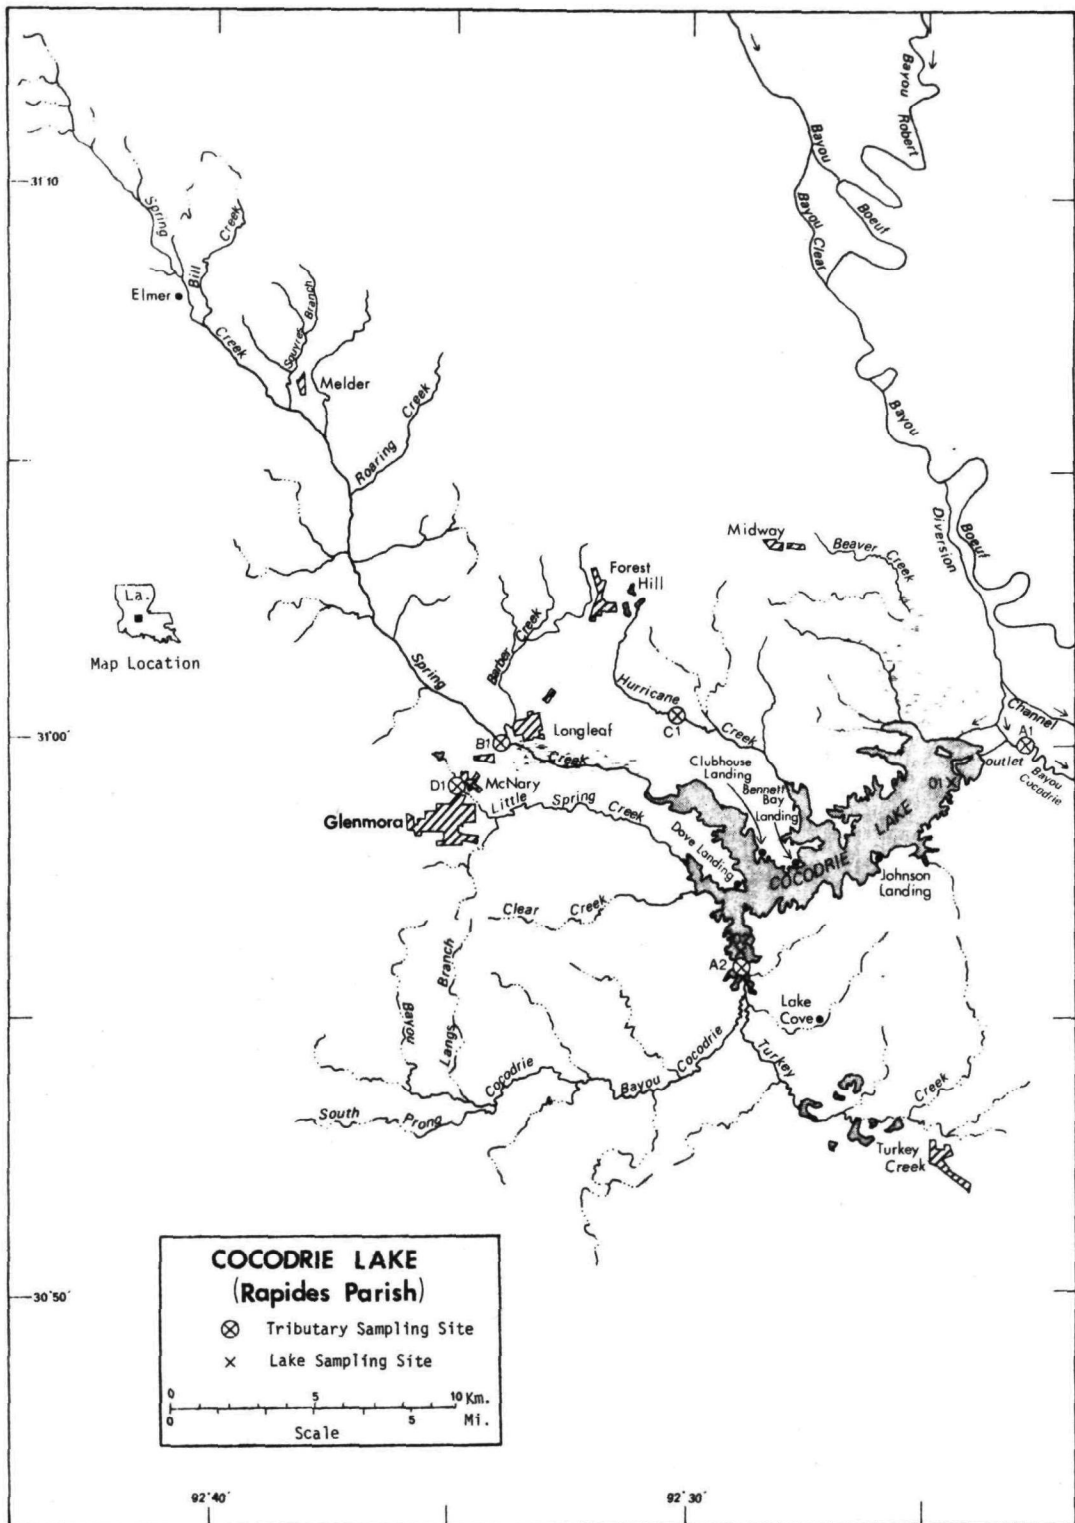 Bayou Robert
31°10'
Bayou Boeuf
Bayou Clear
Spring
Bill Creek
Elmer
Creek
Squyres Branch
Melder
Roaring Creek
Bayou
Diversion
Boeuf
Midway
Beaver Creek
Forest
Hill
La.
Map Location
Barber Creek
Spring
Hurricane
Channel
Longleaf
C1
A1
31°00'
B1
Creek
Creek
outlet
Bayou
Cocodrie
Clubhouse
Landing
D1
McNary
Bennett
Bay
Landing
01
Little Spring Creek
Glenmora
Dove Landing
COCODRIE LAKE
Johnson
Landing
Clear Creek
02
A2
Bayou
Langs Branch
Lake
Cove
Cocodrie Bayou Cocodrie
Turkey
South Prong
Creek
Turkey
Creek
COCODRIE LAKE
(Rapides Parish)
Tributary Sampling Site
Lake Sampling Site
0 5 10 Km.
0 5 Mi.
Scale
30°50'
92°40' 92°30'